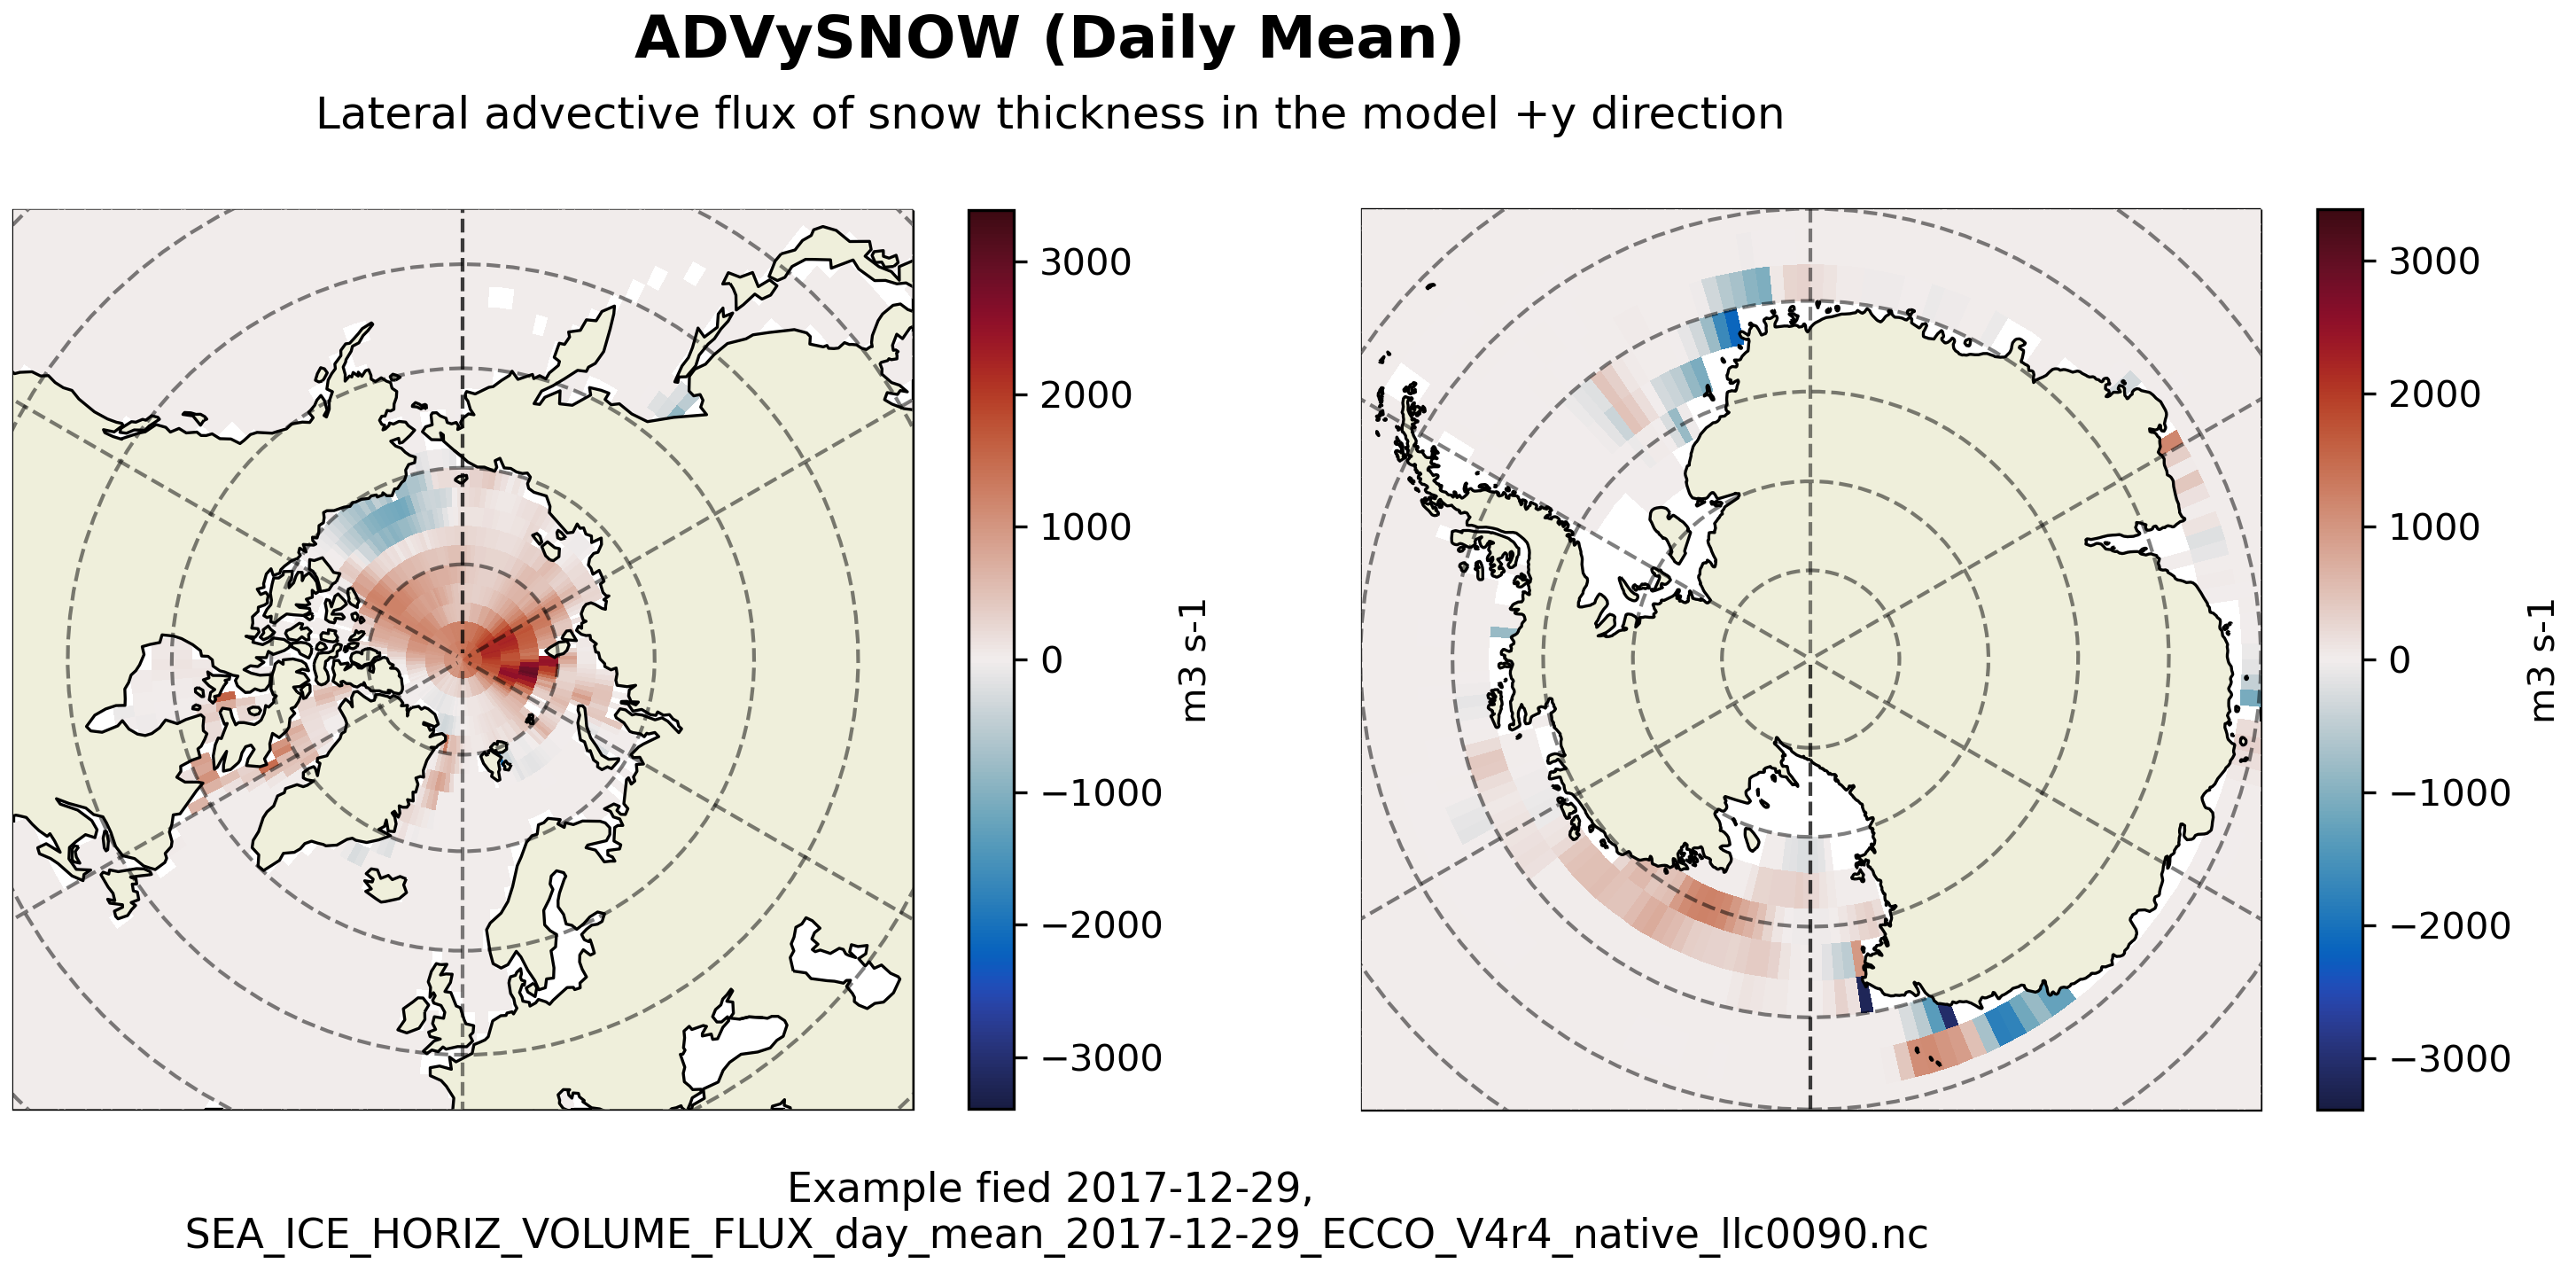 ADVySNOW (Daily Mean)
Lateral advective flux of snow thickness in the model +y direction
3000
2000
1000
0
−1000
−2000
−3000
m3 s-1
3000
2000
1000
0
−1000
−2000
−3000
m3 s-1
Example fied 2017-12-29,
SEA_ICE_HORIZ_VOLUME_FLUX_day_mean_2017-12-29_ECCO_V4r4_native_llc0090.nc